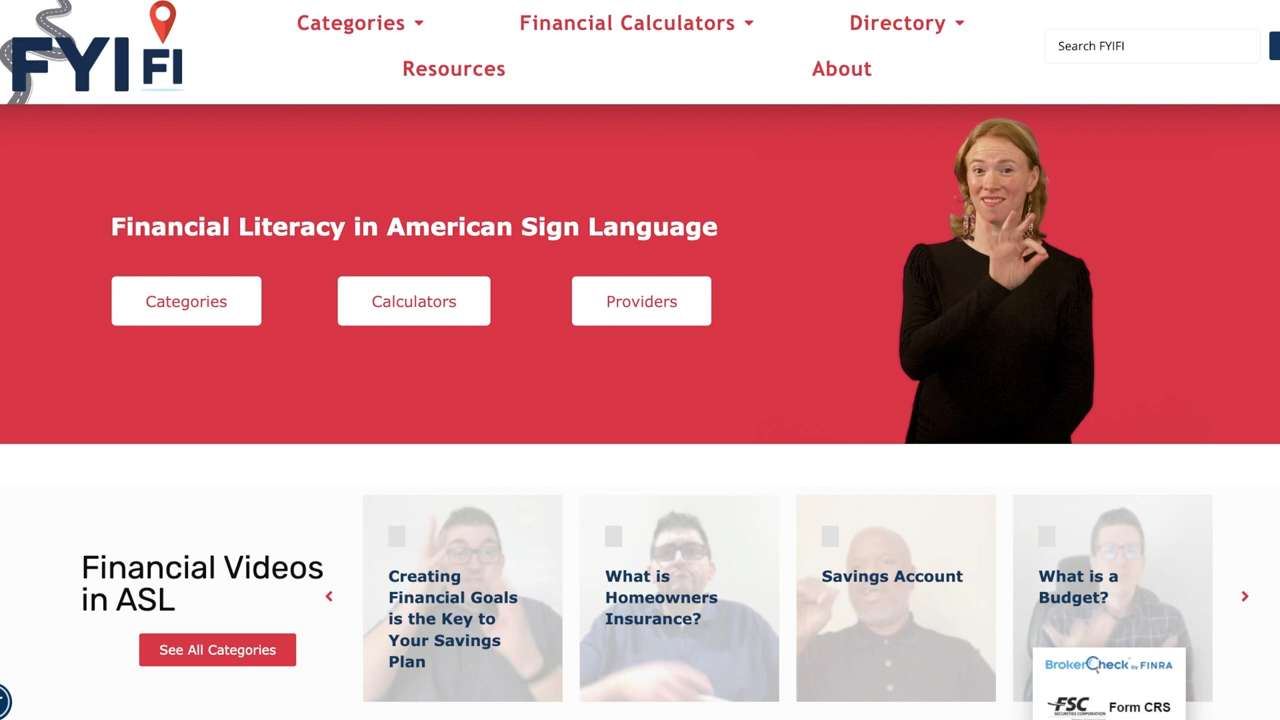 FYI FI
Categories
Financial Calculators
Directory
Resources
About
Search FYIFI
Financial Literacy in American Sign Language
Categories
Calculators
Providers
Financial Videos
in ASL
See All Categories
Creating
Financial Goals
is the Key to
Your Savings
Plan
What is
Homeowners
Insurance?
Savings Account
What is a
Budget?
BrokerCheck by FINRA
FSC Form CRS
SECURITIES CORPORATION